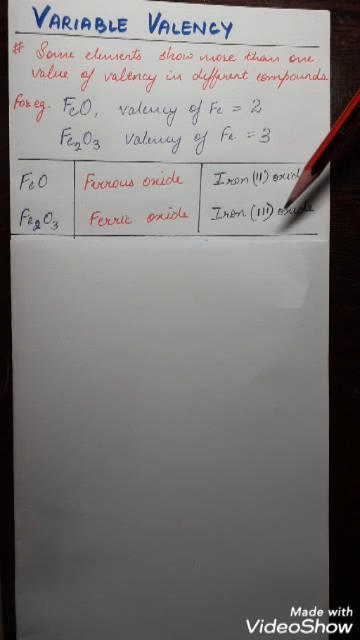 VARIABLE VALENCY
# Some elements show more than one
value of valency in different compounds.
For eg. FeO, valency of Fe = 2
Fe2O3 valency of Fe = 3
FeO Ferrous oxide Iron (II) oxide
Fe2O3 Ferric oxide Iron (III) oxide
Made with
VideoShow